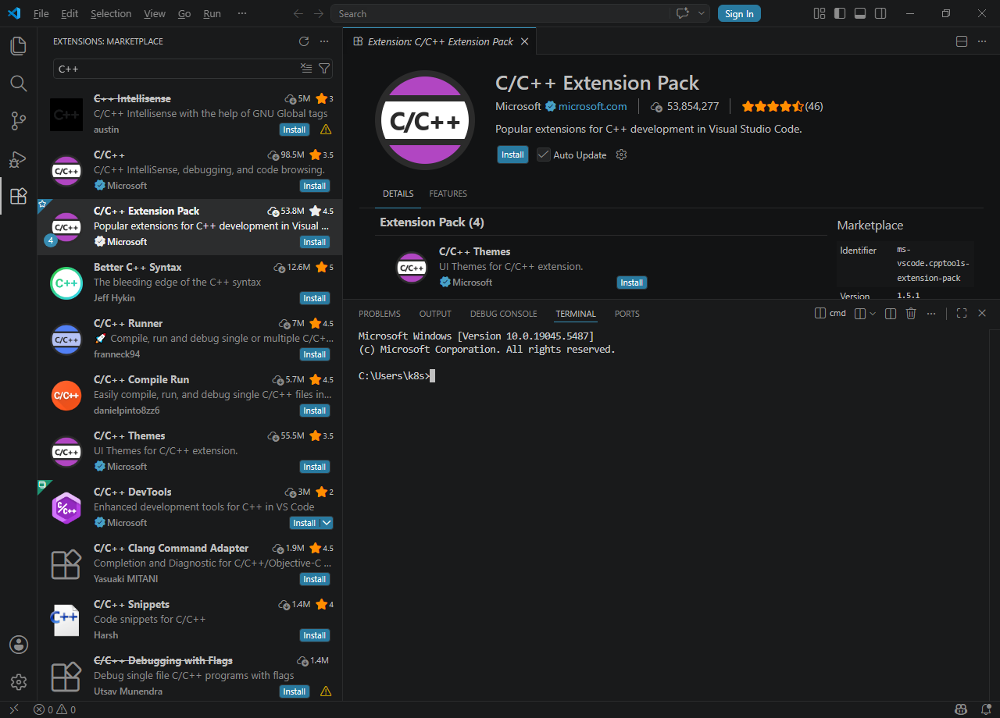 File Edit Selection View Go Run ···
Search
Sign In
EXTENSIONS: MARKETPLACE
C++
C++ Intellisense 5M 3
C++ Intellisense with the help of GNU Global tags
austin Install
C/C++ 98.5M 3.5
C/C++ IntelliSense, debugging, and code browsing.
Microsoft Install
C/C++ Extension Pack 53.8M 4.5
Popular extensions for C++ development in Visual ...
4 Microsoft Install
Better C++ Syntax 12.6M 5
The bleeding edge of the C++ syntax
Jeff Hykin Install
C/C++ Runner 7M 4.5
🚀 Compile, run and debug single or multiple C/C+...
franneck94 Install
C/C++ Compile Run 5.7M 4.5
Easily compile, run, and debug single C/C++ files in...
danielpinto8zz6 Install
C/C++ Themes 55.5M 3.5
UI Themes for C/C++ extension.
Microsoft Install
C/C++ DevTools 3M 2
Enhanced development tools for C++ in VS Code
Microsoft Install
C/C++ Clang Command Adapter 1.9M 4.5
Completion and Diagnostic for C/C++/Objective-C ...
Yasuaki MITANI Install
C/C++ Snippets 1.4M 4
Code snippets for C/C++
Harsh Install
C/C++ Debugging with Flags 1.4M
Debug single file C/C++ programs with flags
Utsav Munendra Install
Extension: C/C++ Extension Pack
C/C++
C/C++ Extension Pack
Microsoft microsoft.com 53,854,277 (46)
Popular extensions for C++ development in Visual Studio Code.
Install Auto Update
DETAILS FEATURES
Extension Pack (4)
C/C++ Themes
UI Themes for C/C++ extension.
Microsoft Install
Marketplace
Identifier ms-
vscode.cpptools-
extension-pack
Version 1.5.1
PROBLEMS OUTPUT DEBUG CONSOLE TERMINAL PORTS cmd
Microsoft Windows [Version 10.0.19045.5487]
(c) Microsoft Corporation. All rights reserved.
C:\Users\k8s>
0 0